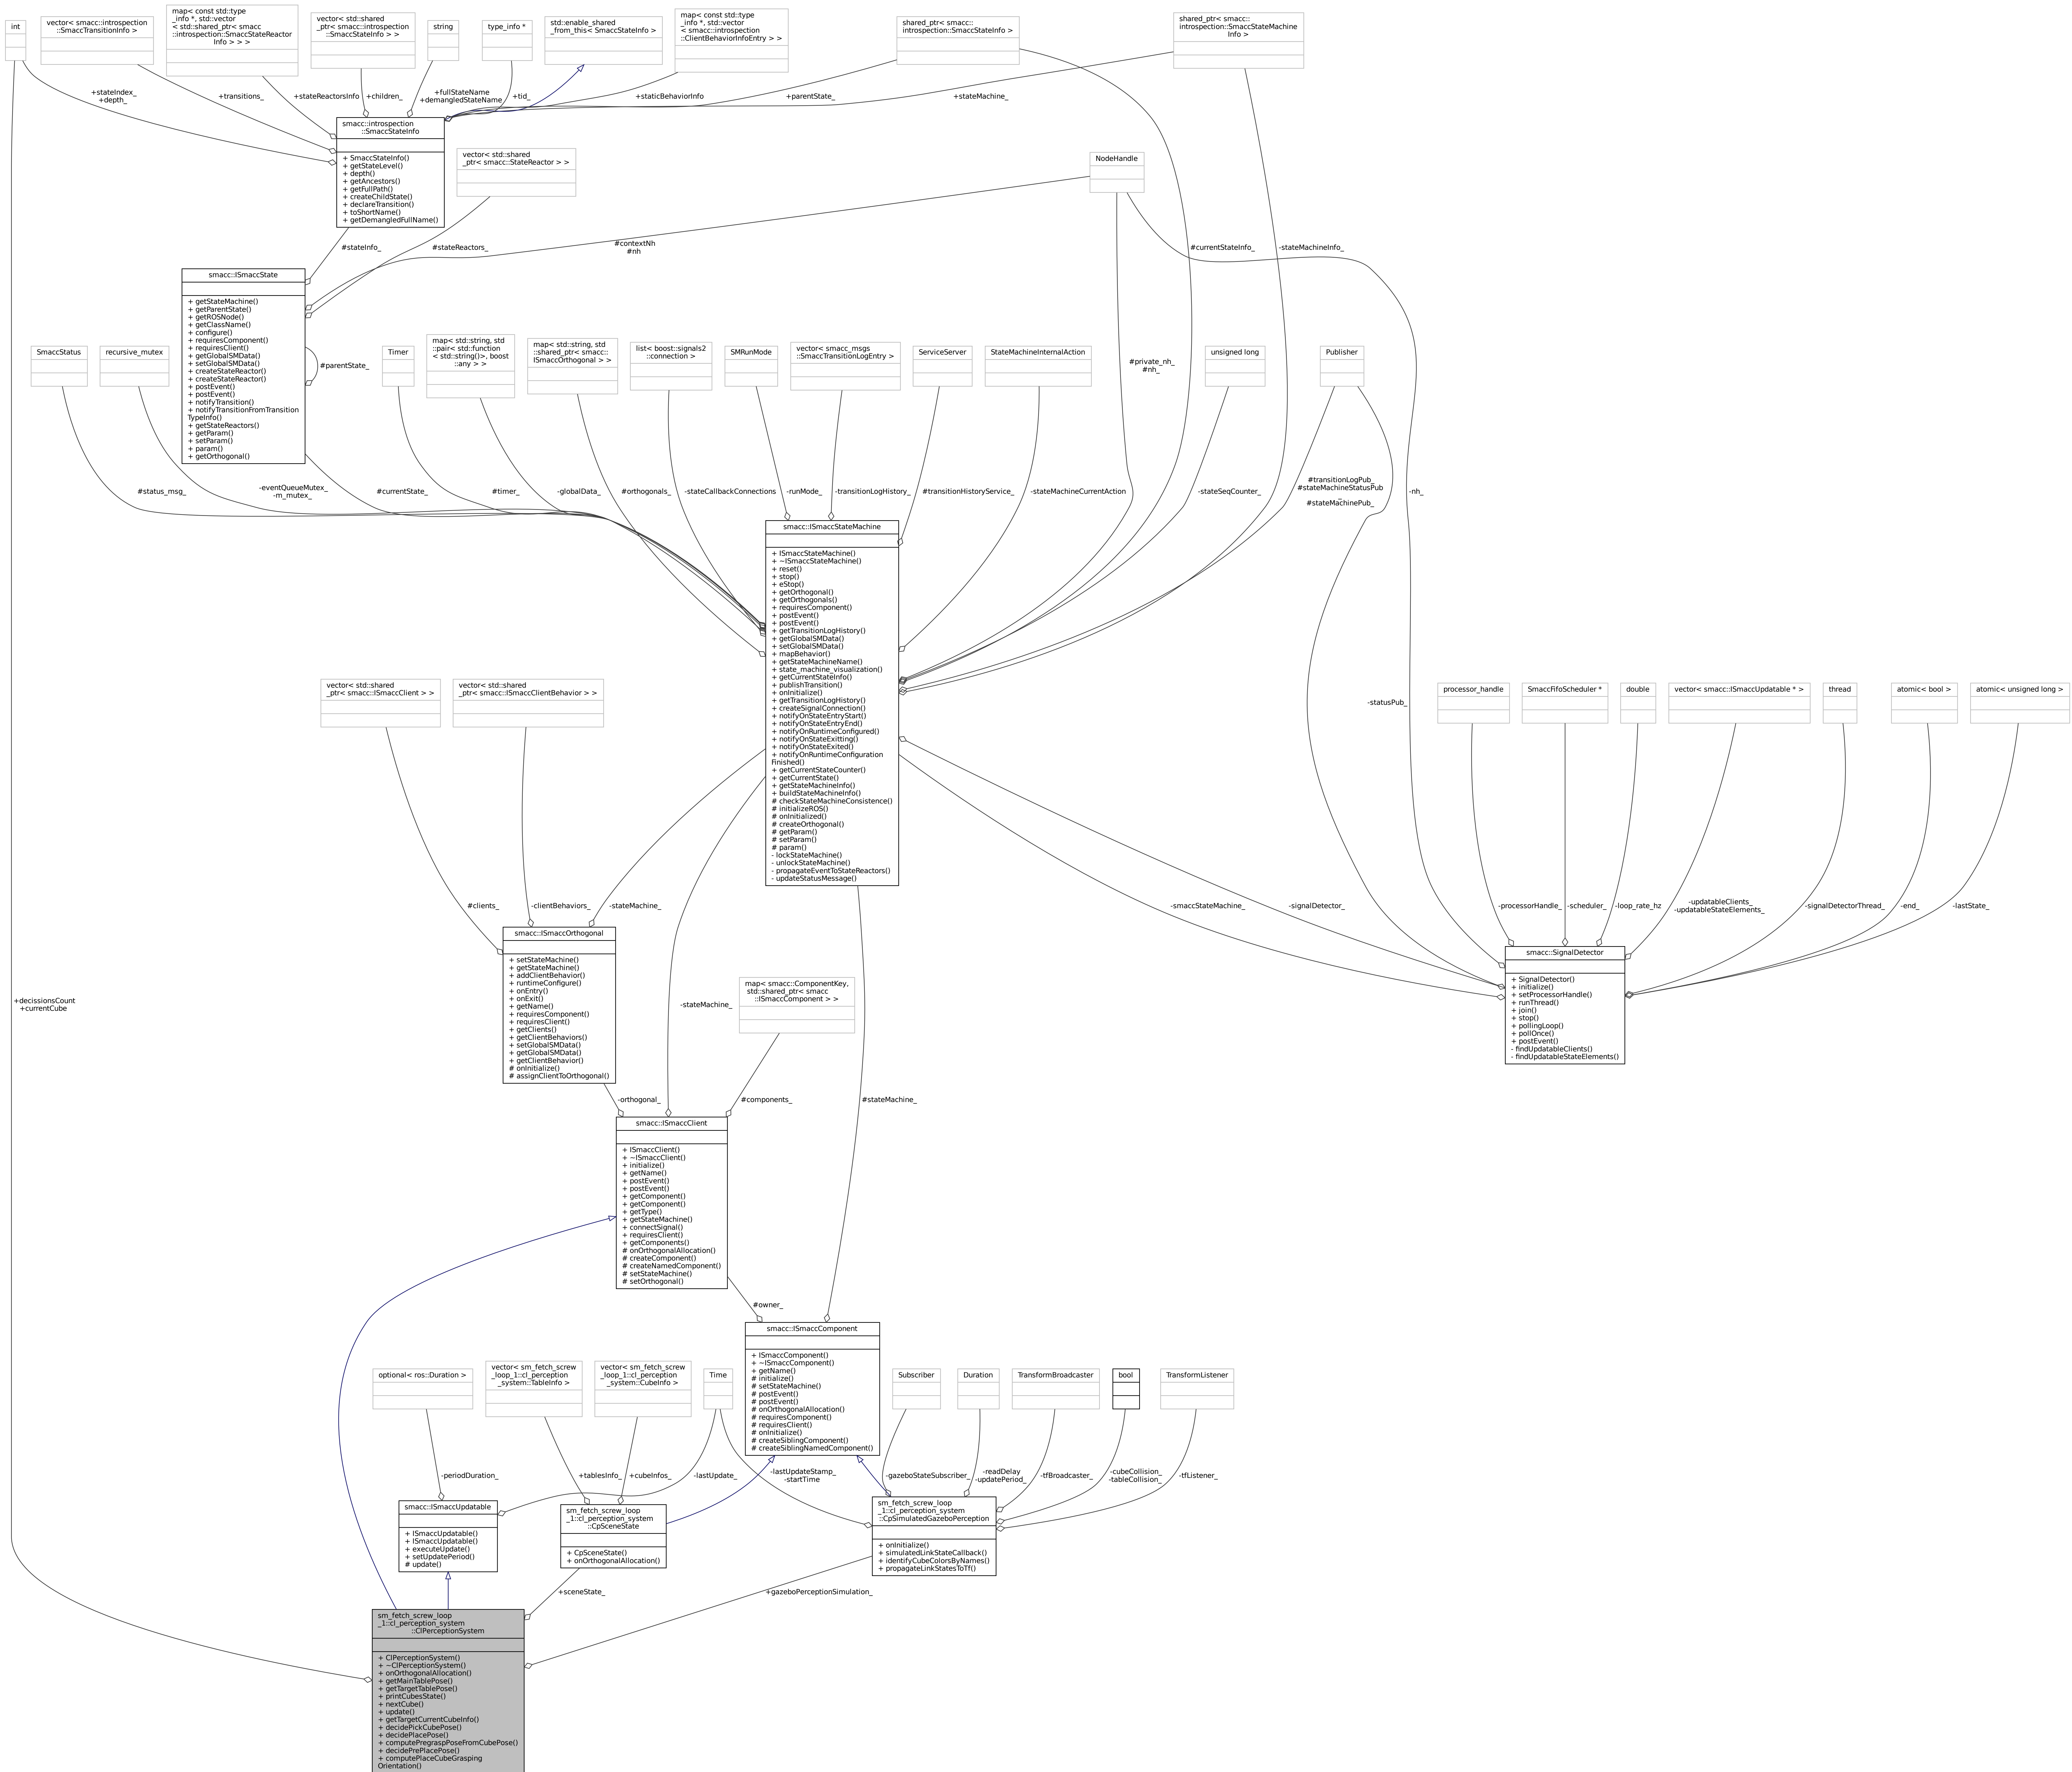 int
vector< smacc::introspection
::SmaccTransitionInfo >
map< const std::type
_info *, std::vector
< std::shared_ptr< smacc
::introspection::SmaccStateReactor
Info > > >
vector< std::shared
_ptr< smacc::introspection
::SmaccStateInfo > >
string
type_info *
std::enable_shared
_from_this< SmaccStateInfo >
map< const std::type
_info *, std::vector
< smacc::introspection
::ClientBehaviorInfoEntry > >
shared_ptr< smacc::
introspection::SmaccStateInfo >
shared_ptr< smacc::
introspection::SmaccStateMachine
Info >
+stateIndex_
+depth_
+transitions_
+stateReactorsInfo
+children_
+fullStateName
+demangledStateName
+tid_
+staticBehaviorInfo
+parentState_
+stateMachine_
smacc::introspection
::SmaccStateInfo
+ SmaccStateInfo()
+ getStateLevel()
+ depth()
+ getAncestors()
+ getFullPath()
+ createChildState()
+ declareTransition()
+ toShortName()
+ getDemangledFullName()
vector< std::shared
_ptr< smacc::StateReactor > >
NodeHandle
#stateInfo_
#stateReactors_
#contextNh
#nh
#currentStateInfo_
-stateMachineInfo_
smacc::ISmaccState
+ getStateMachine()
+ getParentState()
+ getROSNode()
+ getClassName()
+ configure()
+ requiresComponent()
+ requiresClient()
+ getGlobalSMData()
+ setGlobalSMData()
+ createStateReactor()
+ createStateReactor()
+ postEvent()
+ postEvent()
+ notifyTransition()
+ notifyTransitionFromTransition
TypeInfo()
+ getStateReactors()
+ getParam()
+ setParam()
+ param()
+ getOrthogonal()
#parentState_
SmaccStatus
recursive_mutex
Timer
map< std::string, std
::pair< std::function
< std::string()>, boost
::any > >
map< std::string, std
::shared_ptr< smacc::
ISmaccOrthogonal > >
list< boost::signals2
::connection >
SMRunMode
vector< smacc_msgs
::SmaccTransitionLogEntry >
ServiceServer
StateMachineInternalAction
#private_nh_
#nh_
unsigned long
Publisher
#status_msg_
-eventQueueMutex_
-m_mutex_
#currentState_
#timer_
-globalData_
#orthogonals_
-stateCallbackConnections
-runMode_
-transitionLogHistory_
#transitionHistoryService_
-stateMachineCurrentAction
-stateSeqCounter_
#transitionLogPub_
#stateMachineStatusPub
_
#stateMachinePub_
-nh_
smacc::ISmaccStateMachine
+ ISmaccStateMachine()
+ ~ISmaccStateMachine()
+ reset()
+ stop()
+ eStop()
+ getOrthogonal()
+ getOrthogonals()
+ requiresComponent()
+ postEvent()
+ postEvent()
+ getTransitionLogHistory()
+ getGlobalSMData()
+ setGlobalSMData()
+ mapBehavior()
+ getStateMachineName()
+ state_machine_visualization()
+ getCurrentStateInfo()
+ publishTransition()
+ onInitialize()
+ getTransitionLogHistory()
+ createSignalConnection()
+ notifyOnStateEntryStart()
+ notifyOnStateEntryEnd()
+ notifyOnRuntimeConfigured()
+ notifyOnStateExitting()
+ notifyOnStateExited()
+ notifyOnRuntimeConfiguration
Finished()
+ getCurrentStateCounter()
+ getCurrentState()
+ getStateMachineInfo()
+ buildStateMachineInfo()
# checkStateMachineConsistence()
# initializeROS()
# onInitialized()
# createOrthogonal()
# getParam()
# setParam()
# param()
- lockStateMachine()
- unlockStateMachine()
- propagateEventToStateReactors()
- updateStatusMessage()
vector< std::shared
_ptr< smacc::ISmaccClient > >
vector< std::shared
_ptr< smacc::ISmaccClientBehavior > >
-statusPub_
processor_handle
SmaccFifoScheduler *
double
vector< smacc::ISmaccUpdatable * >
thread
atomic< bool >
atomic< unsigned long >
#clients_
-clientBehaviors_
-stateMachine_
-smaccStateMachine_
-signalDetector_
-processorHandle_
-scheduler_
-loop_rate_hz
-updatableClients_
-updatableStateElements_
-signalDetectorThread_
-end_
-lastState_
smacc::ISmaccOrthogonal
+ setStateMachine()
+ getStateMachine()
+ addClientBehavior()
+ runtimeConfigure()
+ onEntry()
+ onExit()
+ getName()
+ requiresComponent()
+ requiresClient()
+ getClients()
+ getClientBehaviors()
+ setGlobalSMData()
+ getGlobalSMData()
+ getClientBehavior()
# onInitialize()
# assignClientToOrthogonal()
smacc::SignalDetector
+ SignalDetector()
+ initialize()
+ setProcessorHandle()
+ runThread()
+ join()
+ stop()
+ pollingLoop()
+ pollOnce()
+ postEvent()
- findUpdatableClients()
- findUpdatableStateElements()
+decissionsCount
+currentCube
-stateMachine_
map< smacc::ComponentKey,
std::shared_ptr< smacc
::ISmaccComponent > >
-orthogonal_
#components_
#stateMachine_
smacc::ISmaccClient
+ ISmaccClient()
+ ~ISmaccClient()
+ initialize()
+ getName()
+ postEvent()
+ postEvent()
+ getComponent()
+ getComponent()
+ getType()
+ getStateMachine()
+ connectSignal()
+ requiresClient()
+ getComponents()
# onOrthogonalAllocation()
# createComponent()
# createNamedComponent()
# setStateMachine()
# setOrthogonal()
#owner_
smacc::ISmaccComponent
+ ISmaccComponent()
+ ~ISmaccComponent()
+ getName()
# initialize()
# setStateMachine()
# postEvent()
# postEvent()
# onOrthogonalAllocation()
# requiresComponent()
# requiresClient()
# onInitialize()
# createSiblingComponent()
# createSiblingNamedComponent()
optional< ros::Duration >
vector< sm_fetch_screw
_loop_1::cl_perception
_system::TableInfo >
vector< sm_fetch_screw
_loop_1::cl_perception
_system::CubeInfo >
Time
Subscriber
Duration
TransformBroadcaster
bool
TransformListener
-periodDuration_
+tablesInfo_
+cubeInfos_
-lastUpdate_
-lastUpdateStamp_
-startTime
-gazeboStateSubscriber_
-readDelay
-updatePeriod_
-tfBroadcaster_
-cubeCollision_
-tableCollision_
-tfListener_
smacc::ISmaccUpdatable
+ ISmaccUpdatable()
+ ISmaccUpdatable()
+ executeUpdate()
+ setUpdatePeriod()
# update()
sm_fetch_screw_loop
_1::cl_perception_system
::CpSceneState
+ CpSceneState()
+ onOrthogonalAllocation()
sm_fetch_screw_loop
_1::cl_perception_system
::CpSimulatedGazeboPerception
+ onInitialize()
+ simulatedLinkStateCallback()
+ identifyCubeColorsByNames()
+ propagateLinkStatesToTf()
+sceneState_
+gazeboPerceptionSimulation_
sm_fetch_screw_loop
_1::cl_perception_system
::ClPerceptionSystem
+ ClPerceptionSystem()
+ ~ClPerceptionSystem()
+ onOrthogonalAllocation()
+ getMainTablePose()
+ getTargetTablePose()
+ printCubesState()
+ nextCube()
+ update()
+ getTargetCurrentCubeInfo()
+ decidePickCubePose()
+ decidePlacePose()
+ computePregraspPoseFromCubePose()
+ decidePrePlacePose()
+ computePlaceCubeGrasping
Orientation()